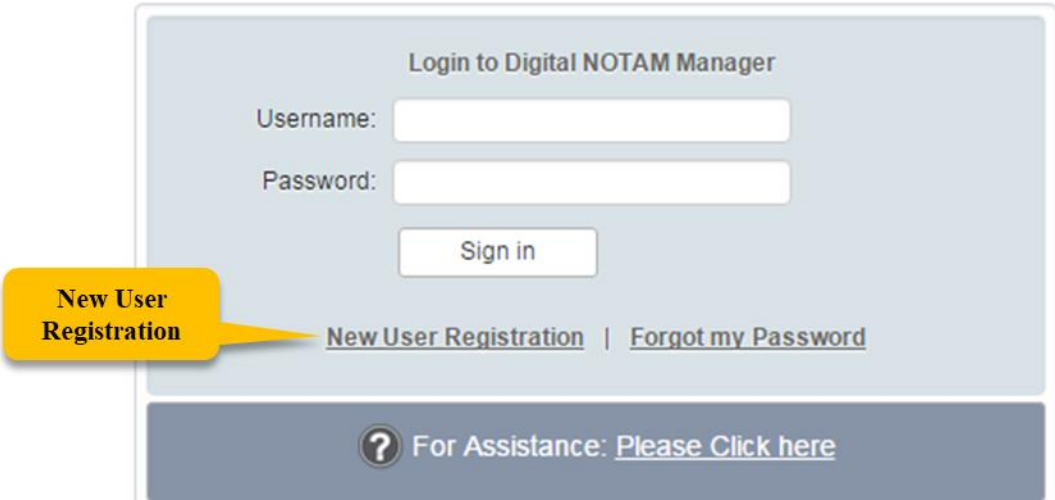 Login to Digital NOTAM Manager
Username:
Password:
Sign in
New User
Registration
New User Registration | Forgot my Password
? For Assistance: Please Click here